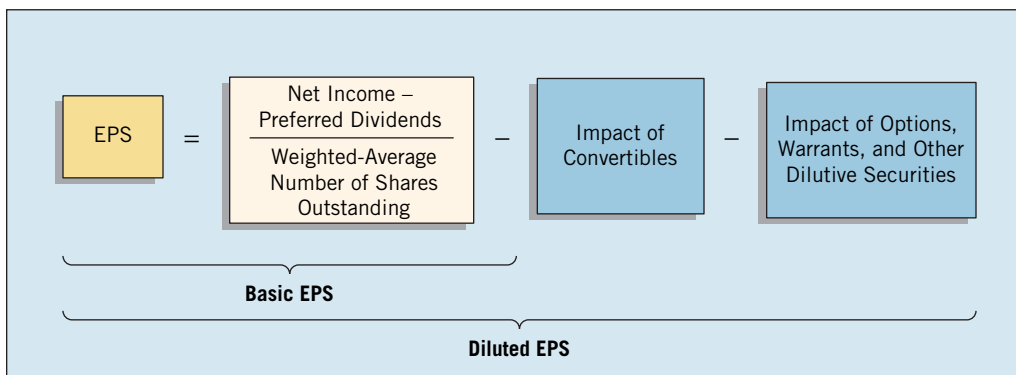 EPS
=
Net Income –
Preferred Dividends
Weighted-Average
Number of Shares
Outstanding
–
Impact of
Convertibles
–
Impact of Options,
Warrants, and Other
Dilutive Securities
Basic EPS
Diluted EPS